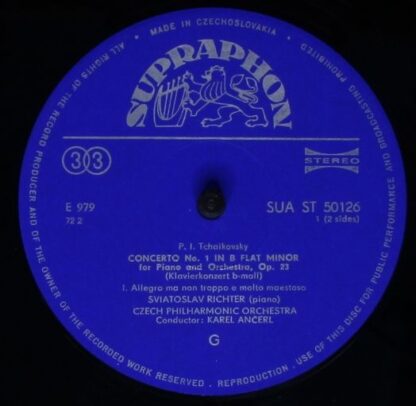 • MADE IN CZECHOSLOVAKIA •
ALL RIGHTS OF THE RECORD PRODUCER AND OF THE OWNER OF THE RECORDED WORK RESERVED . REPRODUCTION . USE OF THIS DISC FOR PUBLIC PERFORMANCE AND BROADCASTING PROHIBITED
SUPRAPHON
33
STEREO
E 979
SUA ST 50126
72 2
1 (2 sides)
P. I. Tchaikovsky
CONCERTO No. 1 IN B FLAT MINOR
for Piano and Orchestra, Op. 23
(Klavierkonzert b-moll)
I. Allegro ma non troppo e molto maestoso
SVIATOSLAV RICHTER (piano)
CZECH PHILHARMONIC ORCHESTRA
Conductor: KAREL ANČERL
G